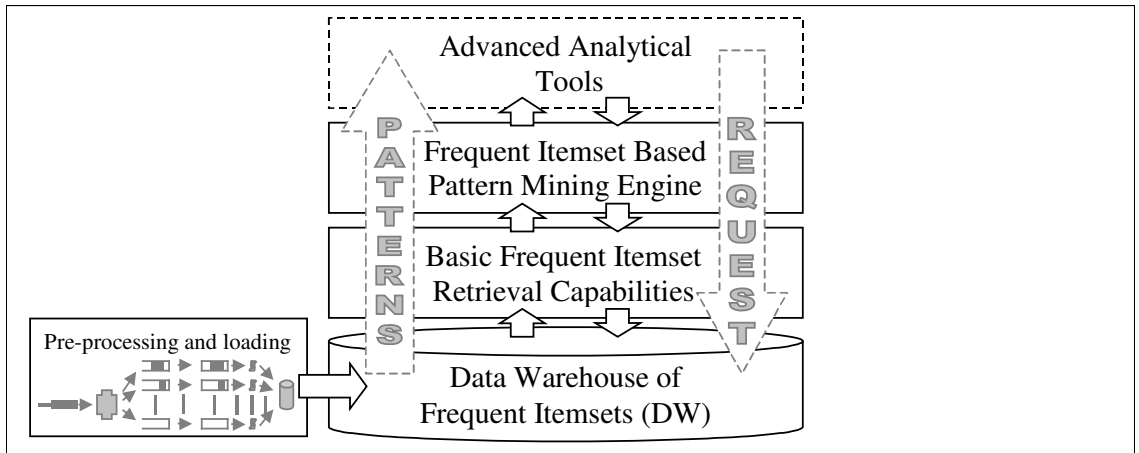 Advanced Analytical
Tools
PATTERNS
REQUEST
Frequent Itemset Based
Pattern Mining Engine
Basic Frequent Itemset
Retrieval Capabilities
Pre-processing and loading
Data Warehouse of
Frequent Itemsets (DW)